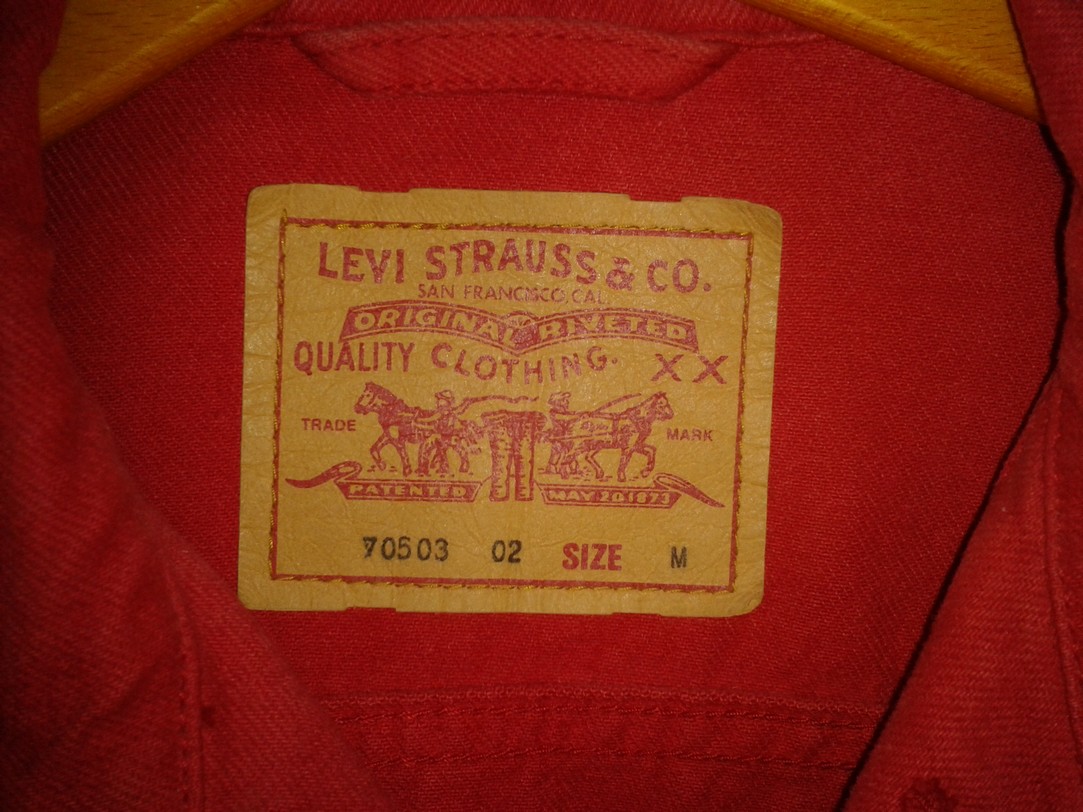 LEVI STRAUSS & CO.
SAN FRANCISCO, CAL.
ORIGINAL RIVETED
QUALITY CLOTHING. XX
TRADE MARK
PATENTED MAY 20 1873
70503 02 SIZE M